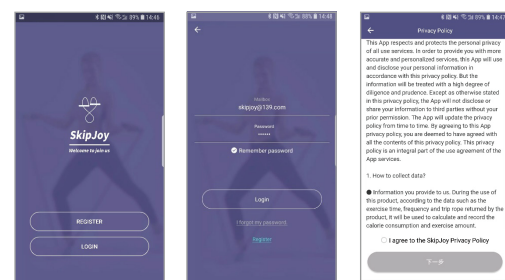 89% 14:46
SkipJoy
Welcome to join us
REGISTER
LOGIN
88% 14:48
skipjoy@139.com
Password
Remember password
Login
I forgot my password.
Register
89% 14:47
Privacy Policy
This App respects and protects the personal privacy
of all use services. In order to provide you with more
accurate and personalized services, this App will use
and disclose your personal information in
accordance with this privacy policy. But the
information will be treated with a high degree of
diligence and prudence. Except as otherwise stated
in this privacy policy, the App will not disclose or
share your information to third parties without your
prior permission. The App will update the privacy
policy from time to time. By agreeing to this App
privacy policy, you are deemed to have agreed with
all the contents of this privacy policy. This privacy
policy is an integral part of the use agreement of the
App services.
1. How to collect data?
● Information you provide to us. During the use of
this product, according to the data such as the
exercise time, frequency and trip rope returned by the
product, it will be used to calculate and record the
calorie consumption and exercise amount.
I agree to the SkipJoy Privacy Policy
下一步